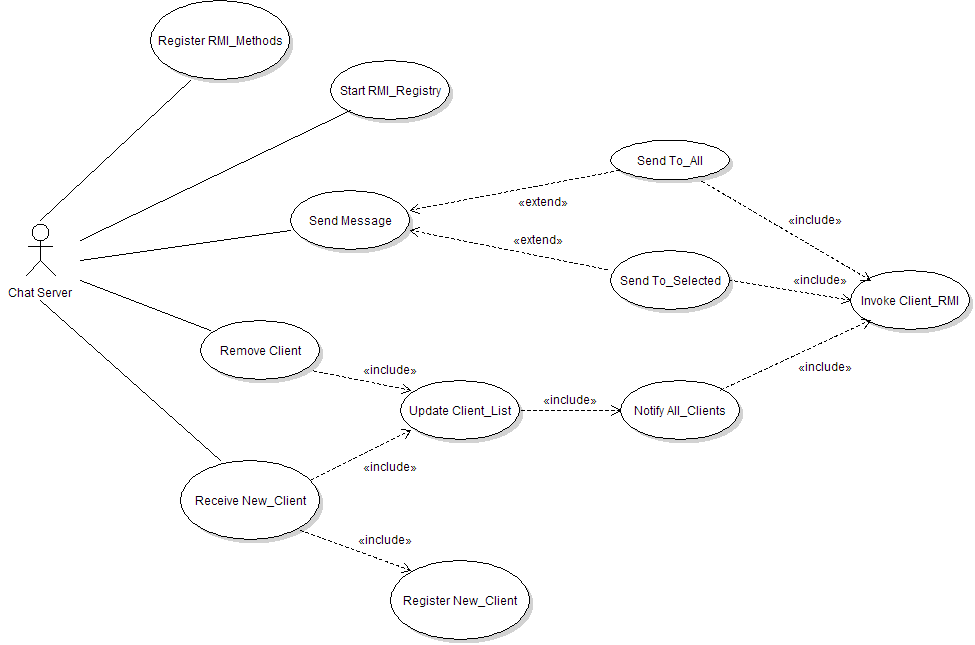 Register RMI_Methods
Start RMI_Registry
Send To_All
«extend»
«include»
Send Message
«extend»
Send To_Selected
«include»
Chat Server
Invoke Client_RMI
Remove Client
«include»
«include»
Update Client_List
«include»
Notify All_Clients
«include»
Receive New_Client
«include»
Register New_Client